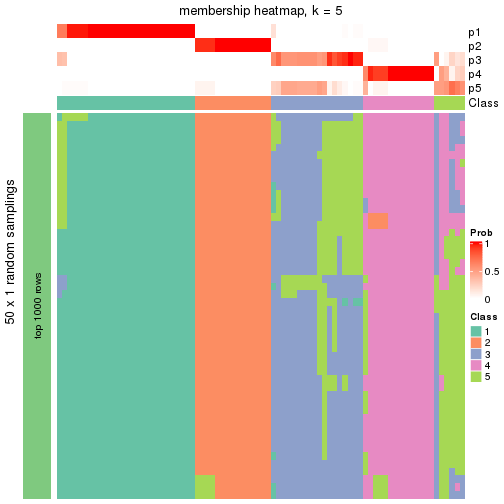 membership heatmap, k = 5
p1
p2
p3
p4
p5
Class
50 x 1 random samplings
top 1000 rows
Prob
1
0.5
0
Class
1
2
3
4
5